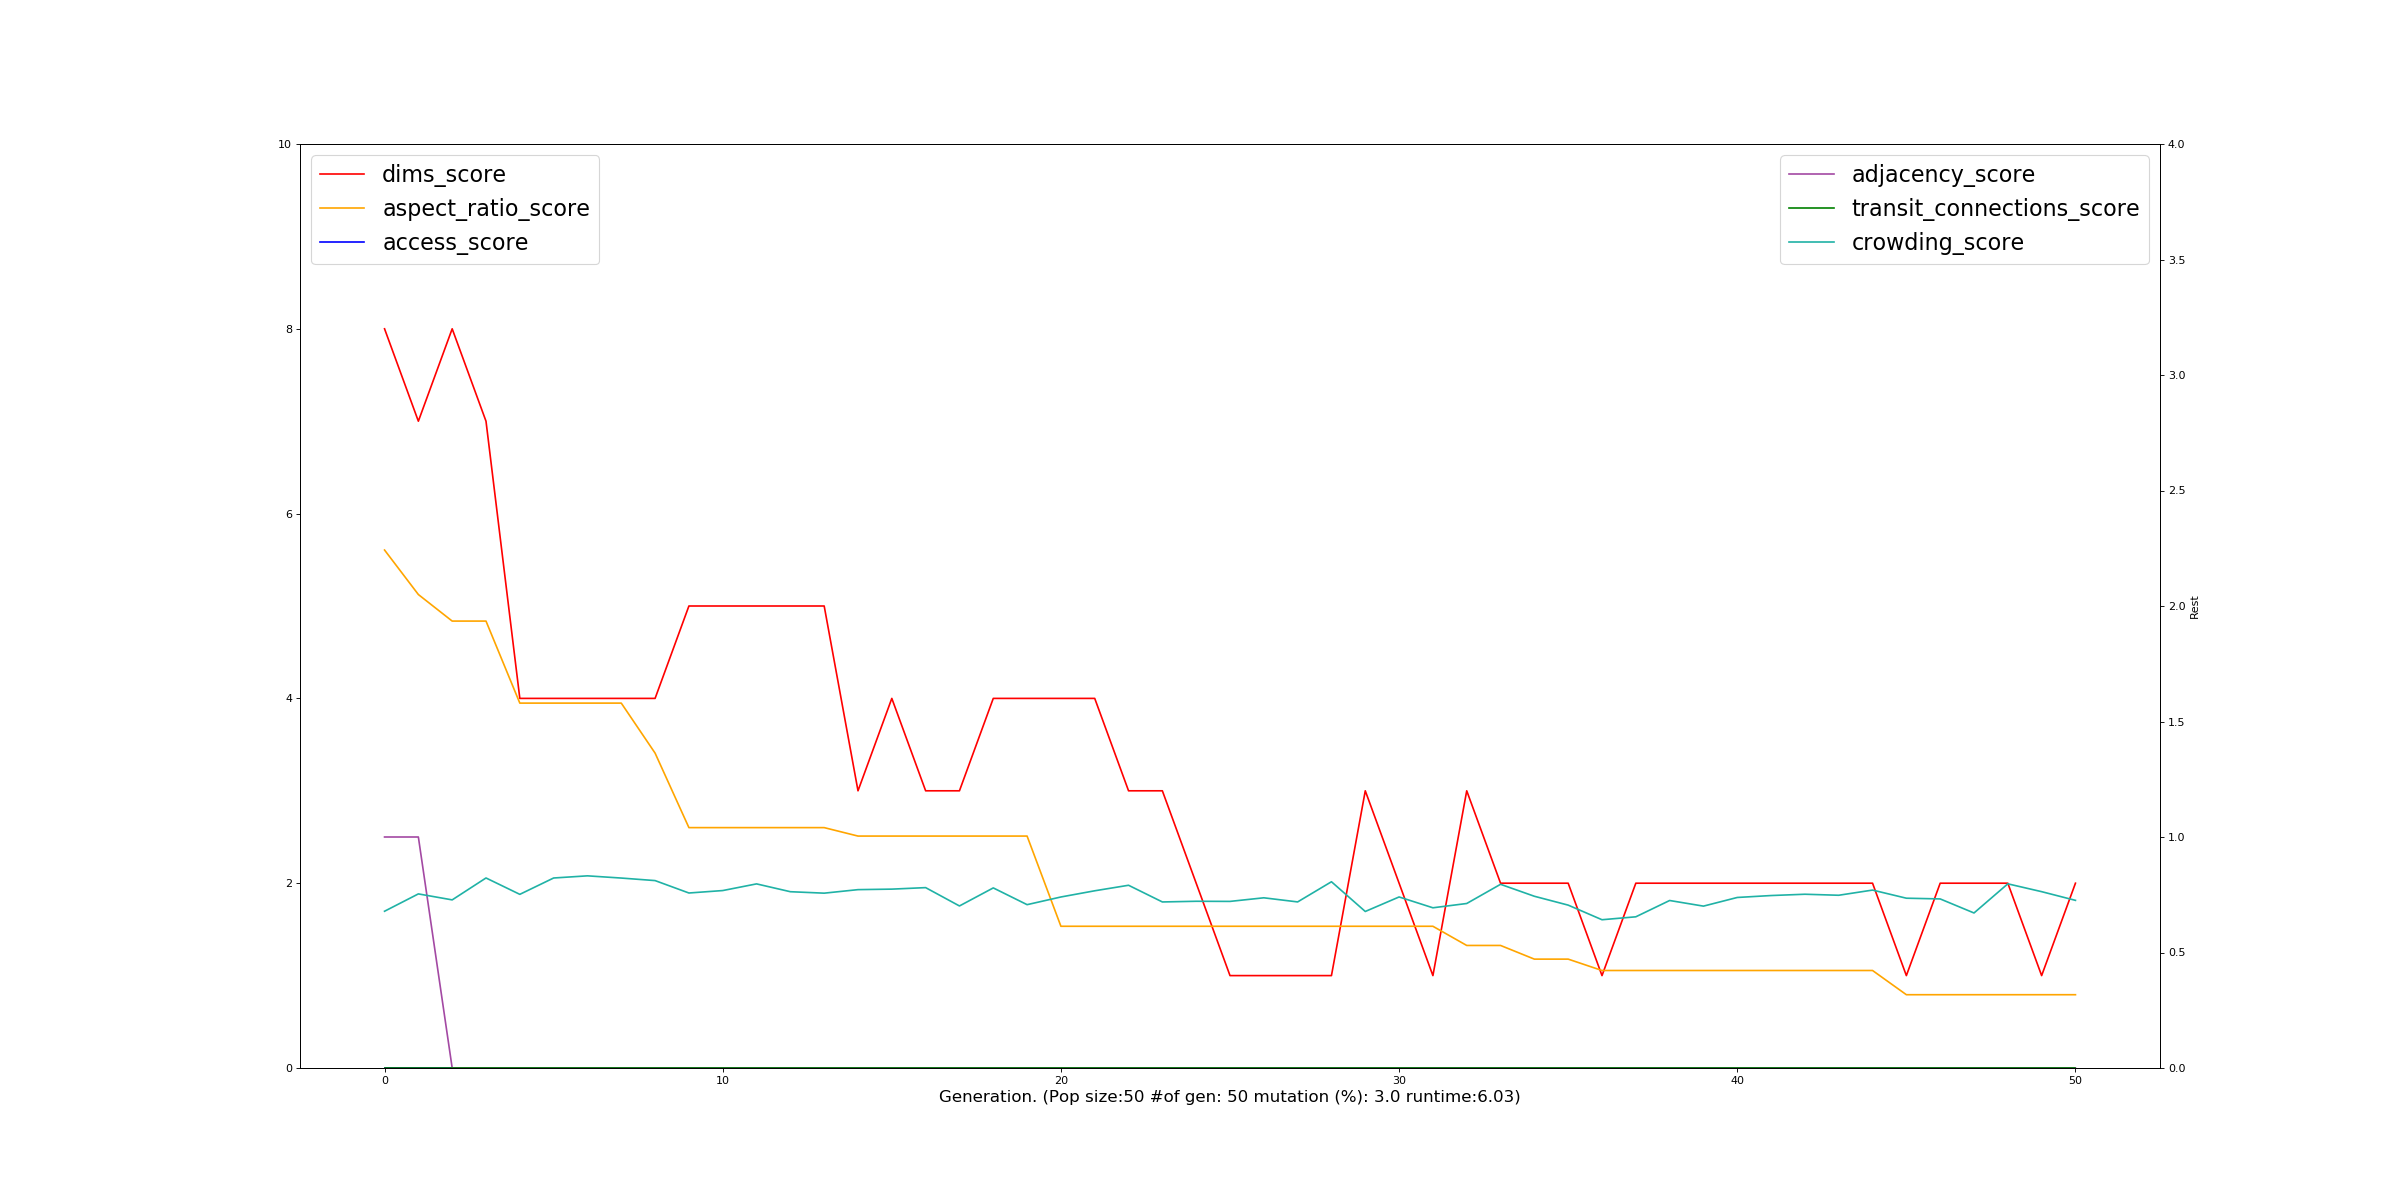 dims_score
aspect_ratio_score
access_score
adjacency_score
transit_connections_score
crowding_score
10
8
6
4
2
0
4.0
3.5
3.0
2.5
2.0
1.5
1.0
0.5
0.0
Rest
0 10 20 30 40 50
Generation. (Pop size:50 #of gen: 50 mutation (%): 3.0 runtime:6.03)